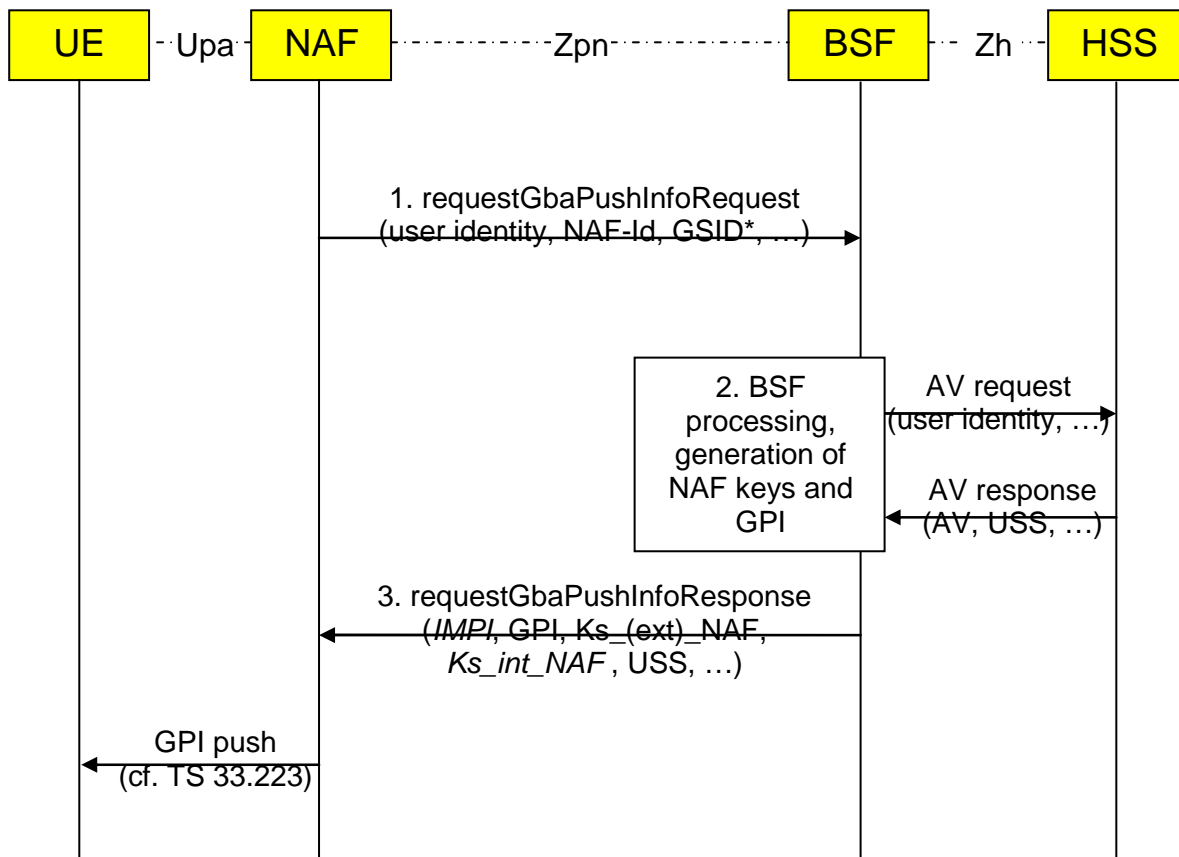 UE
Upa
NAF
Zpn
BSF
Zh
HSS
1. requestGbaPushInfoRequest
(user identity, NAF-Id, GSID*, …)
2. BSF
processing,
generation of
NAF keys and
GPI
AV request
(user identity, …)
AV response
(AV, USS, …)
3. requestGbaPushInfoResponse
(IMPI, GPI, Ks_(ext)_NAF,
Ks_int_NAF, USS, …)
GPI push
(cf. TS 33.223)